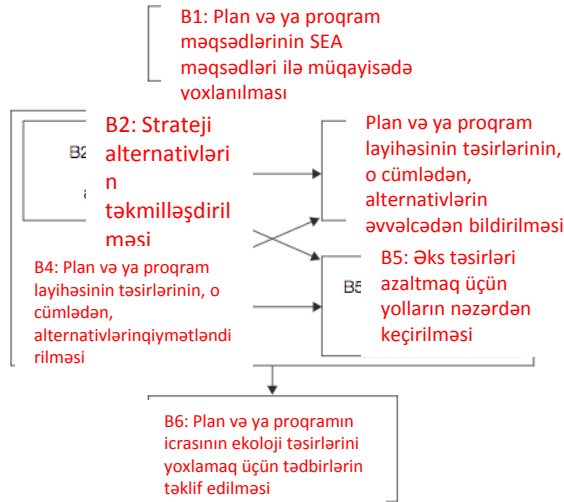 B1: Plan və ya proqram
məqsədlərinin SEA
məqsədləri ilə müqayisədə
yoxlanılması
B2: Strateji
alternativləri
n
təkmilləşdiril
məsi
Plan və ya proqram
layihəsinin təsirlərinin,
o cümlədən,
alternativlərin
əvvəlcədən bildirilməsi
B4: Plan və ya proqram
layihəsinin təsirlərinin, o
cümlədən,
alternativlərinqiymətləndi
rilməsi
B5: Əks təsirləri
azaltmaq üçün
yolların nəzərdən
keçirilməsi
B6: Plan və ya proqramın
icrasının ekoloji təsirlərini
yoxlamaq üçün tədbirlərin
təklif edilməsi